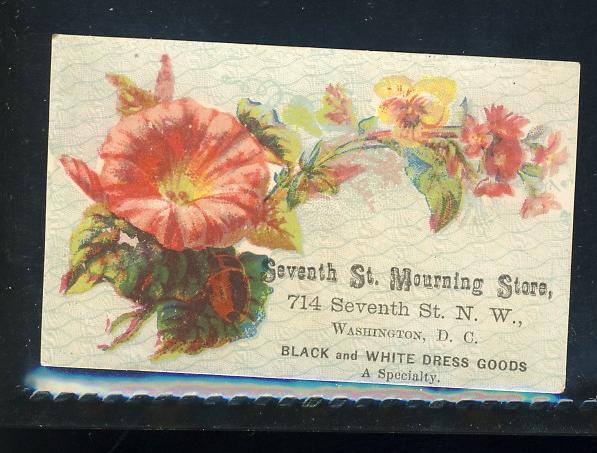 Seventh St. Mourning Store,
714 Seventh St. N. W.,
Washington, D. C.
BLACK and WHITE DRESS GOODS
A Specialty.